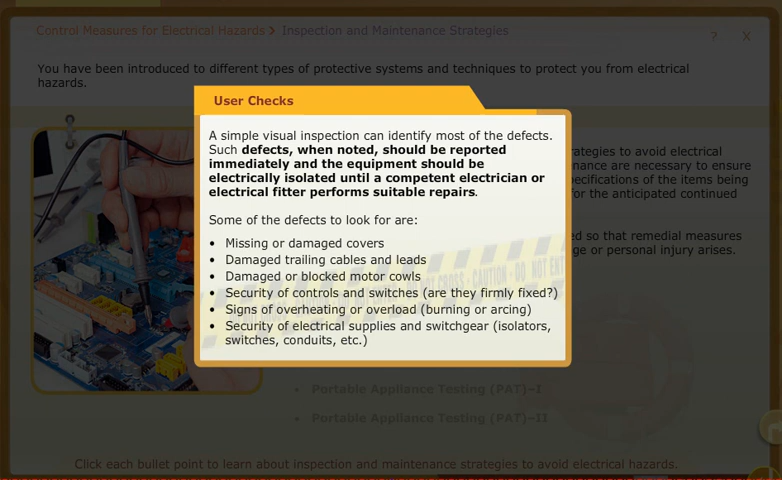 Control Measures for Electrical Hazards > Inspection and Maintenance Strategies
? X
You have been introduced to different types of protective systems and techniques to protect you from electrical
hazards.
User Checks
A simple visual inspection can identify most of the defects.
Such defects, when noted, should be reported
immediately and the equipment should be
electrically isolated until a competent electrician or
electrical fitter performs suitable repairs.
Some of the defects to look for are:
• Missing or damaged covers
• Damaged trailing cables and leads
• Damaged or blocked motor cowls
• Security of controls and switches (are they firmly fixed?)
• Signs of overheating or overload (burning or arcing)
• Security of electrical supplies and switchgear (isolators,
switches, conduits, etc.)
to avoid electrical
are necessary to ensure
of the items being
for the anticipated continued
so that remedial measures
or personal injury arises.
• Portable Appliance Testing (PAT)–I
• Portable Appliance Testing (PAT)–II
Click each bullet point to learn about inspection and maintenance strategies to avoid electrical hazards.